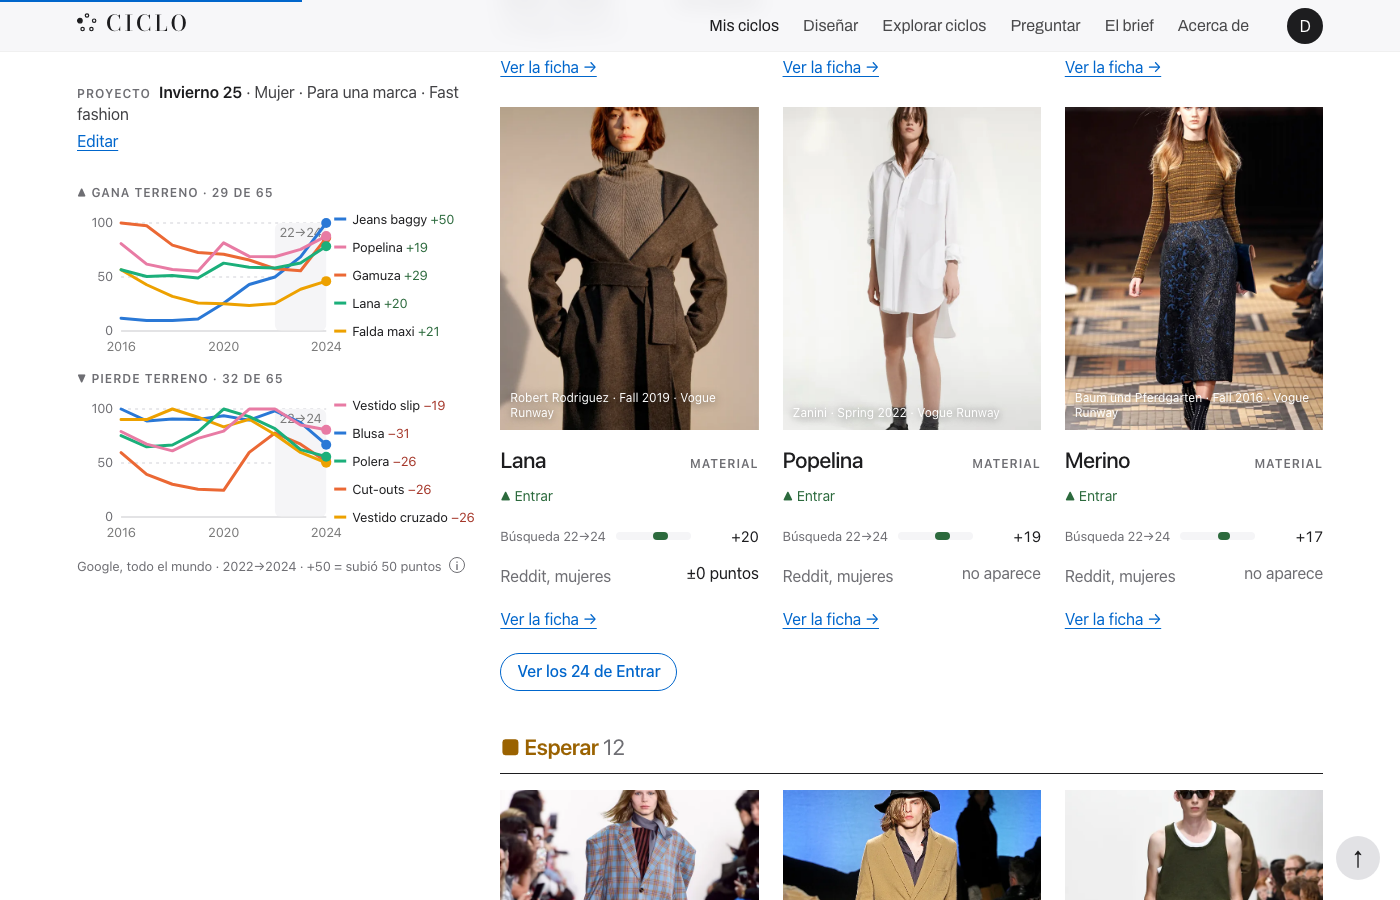 CICLO
Mis ciclos
Diseñar
Explorar ciclos
Preguntar
El brief
Acerca de
D
PROYECTO Invierno 25 · Mujer · Para una marca · Fast
fashion
Editar
▲ GANA TERRENO · 29 DE 65
100
50
0
2016
2020
2024
22→24
Jeans baggy +50
Popelina +19
Gamuza +29
Lana +20
Falda maxi +21
▼ PIERDE TERRENO · 32 DE 65
100
50
0
2016
2020
2024
22→24
Vestido slip −19
Blusa −31
Polera −26
Cut-outs −26
Vestido cruzado −26
Google, todo el mundo · 2022→2024 · +50 = subió 50 puntos
Ver la ficha →
Ver la ficha →
Ver la ficha →
Robert Rodriguez · Fall 2019 · Vogue
Runway
Lana
MATERIAL
▲ Entrar
Búsqueda 22→24
+20
Reddit, mujeres
±0 puntos
Ver la ficha →
Zanini · Spring 2022 · Vogue Runway
Popelina
MATERIAL
▲ Entrar
Búsqueda 22→24
+19
Reddit, mujeres
no aparece
Ver la ficha →
Baum und Pferdgarten · Fall 2016 · Vogue
Runway
Merino
MATERIAL
▲ Entrar
Búsqueda 22→24
+17
Reddit, mujeres
no aparece
Ver la ficha →
Ver los 24 de Entrar
Esperar 12
↑